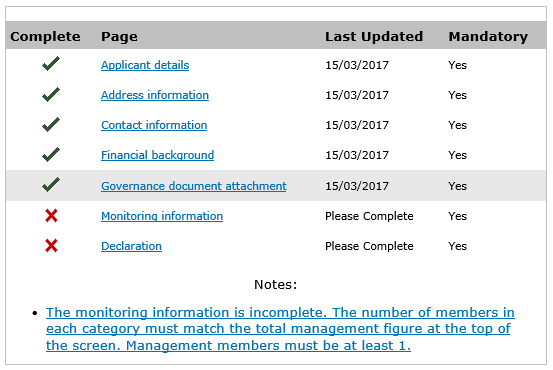 Complete Page Last Updated Mandatory
Applicant details 15/03/2017 Yes
Address information 15/03/2017 Yes
Contact information 15/03/2017 Yes
Financial background 15/03/2017 Yes
Governance document attachment 15/03/2017 Yes
Monitoring information Please Complete Yes
Declaration Please Complete Yes
Notes:
• The monitoring information is incomplete. The number of members in
each category must match the total management figure at the top of
the screen. Management members must be at least 1.